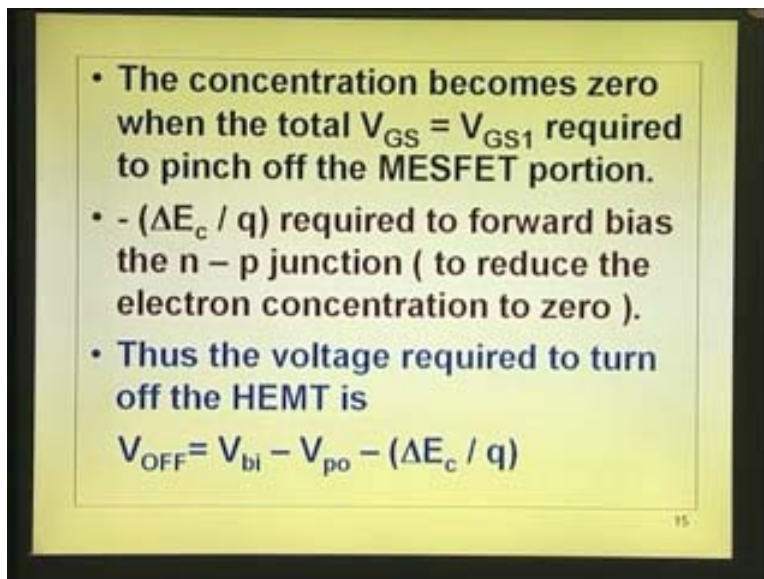 • The concentration becomes zero
when the total V_GS = V_GS1 required
to pinch off the MESFET portion.
• - (ΔE_c / q) required to forward bias
the n – p junction ( to reduce the
electron concentration to zero ).
• Thus the voltage required to turn
off the HEMT is
V_OFF= V_bi – V_po – (ΔE_c / q)
15